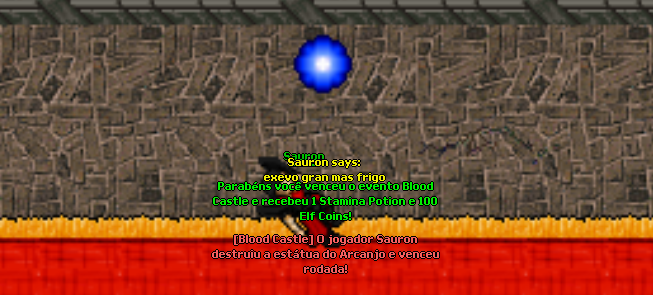 Sauron
Sauron says:
exevo gran mas frigo
Parabéns você venceu o evento Blood
Castle e recebeu 1 Stamina Potion e 100
Elf Coins!
[Blood Castle] O jogador Sauron
destruiu a estátua do Arcanjo e venceu
rodada!